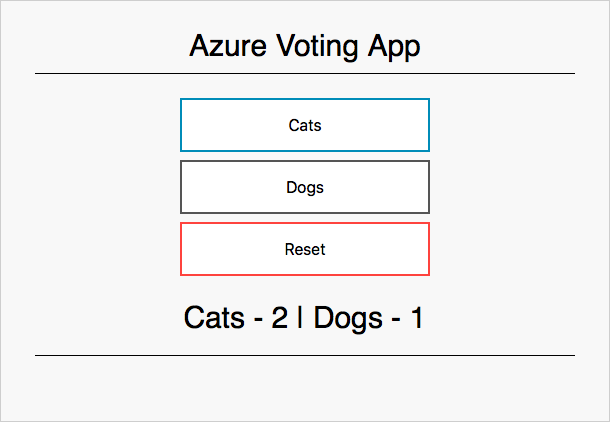 Azure Voting App
Cats
Dogs
Reset
Cats - 2 | Dogs - 1